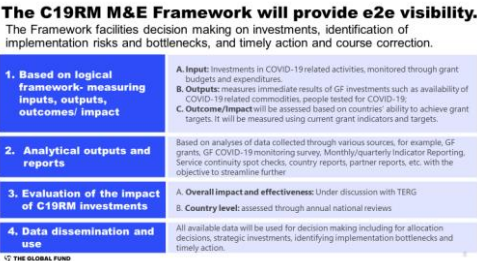 The C19RM M&E Framework will provide e2e visibility.
The Framework facilities decision making on investments, identification of
implementation risks and bottlenecks, and timely action and course correction.
1. Based on logical
framework- measuring
inputs, outputs,
outcomes/ impact
A. Input: Investments in COVID-19 related activities, monitored through grant
budgets and expenditures.
B. Outputs: measures immediate results of GF investments such as availability of
COVID-19 related commodities, people tested for COVID-19;
C. Outcome/Impact will be assessed based on countries' ability to achieve grant
targets. It will be measured using current grant indicators and targets.
2. Analytical outputs and
reports
Based on analyses of data collected through various sources, for example, GF
grants, GF COVID-19 monitoring survey, Monthly/quarterly Indicator Reporting,
Service continuity spot checks, country reports, partner reports, etc. with the
objective to streamline further
3. Evaluation of the impact
of C19RM investments
A. Overall impact and effectiveness: Under discussion with TERG
B. Country level: assessed through annual national reviews
4. Data dissemination and
use
All available data will be used for decision making including for allocation
decisions, strategic investments, identifying implementation bottlenecks and
timely action.
THE GLOBAL FUND